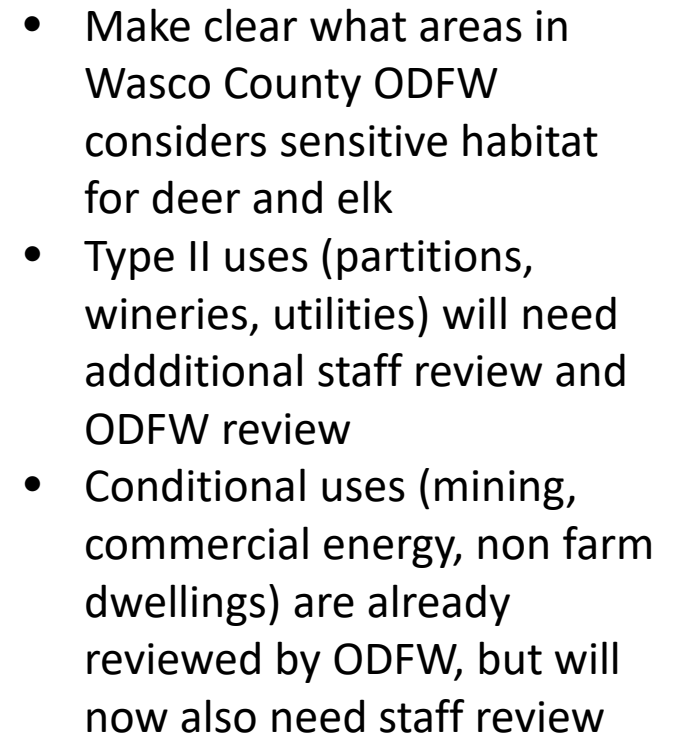 • Make clear what areas in
Wasco County ODFW
considers sensitive habitat
for deer and elk
• Type II uses (partitions,
wineries, utilities) will need
addditional staff review and
ODFW review
• Conditional uses (mining,
commercial energy, non farm
dwellings) are already
reviewed by ODFW, but will
now also need staff review